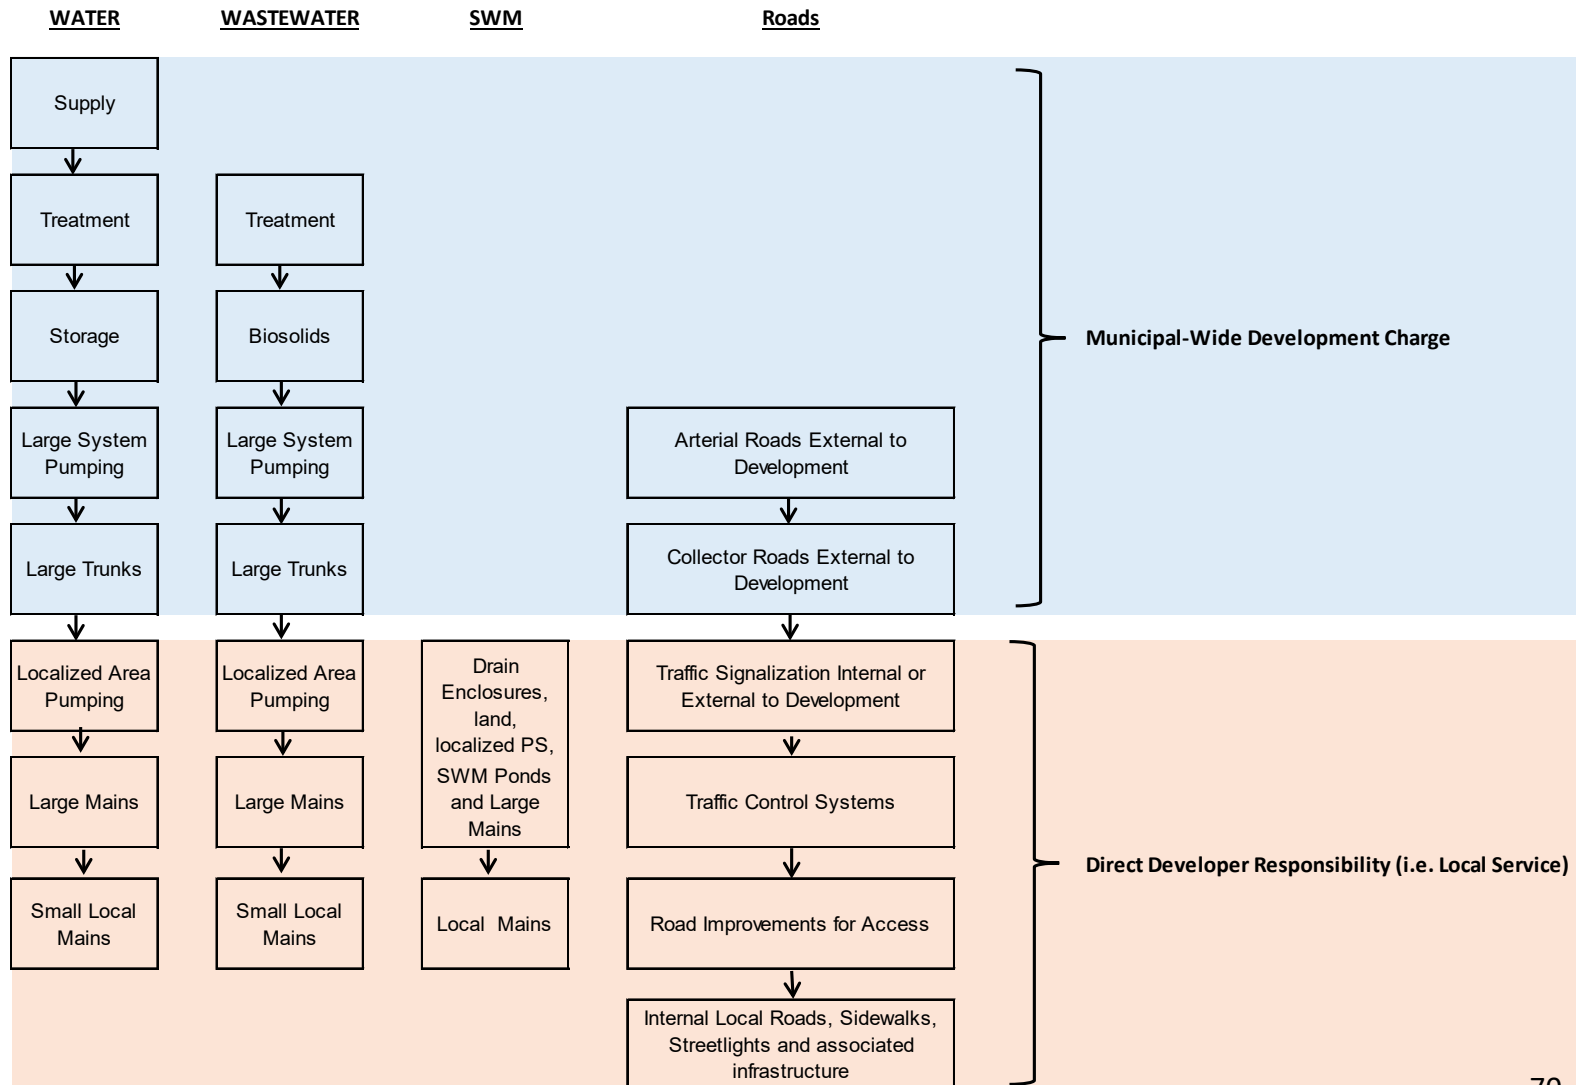 WATER
WASTEWATER
SWM
Roads
Supply
Treatment
Treatment
Storage
Biosolids
Municipal-Wide Development Charge
Large System
Pumping
Large System
Pumping
Arterial Roads External to
Development
Large Trunks
Large Trunks
Collector Roads External to
Development
Localized Area
Pumping
Localized Area
Pumping
Drain
Enclosures,
land,
localized PS,
SWM Ponds
and Large
Mains
Traffic Signalization Internal or
External to Development
Large Mains
Large Mains
Traffic Control Systems
Direct Developer Responsibility (i.e. Local Service)
Small Local
Mains
Small Local
Mains
Local Mains
Road Improvements for Access
Internal Local Roads, Sidewalks,
Streetlights and associated
infrastructure